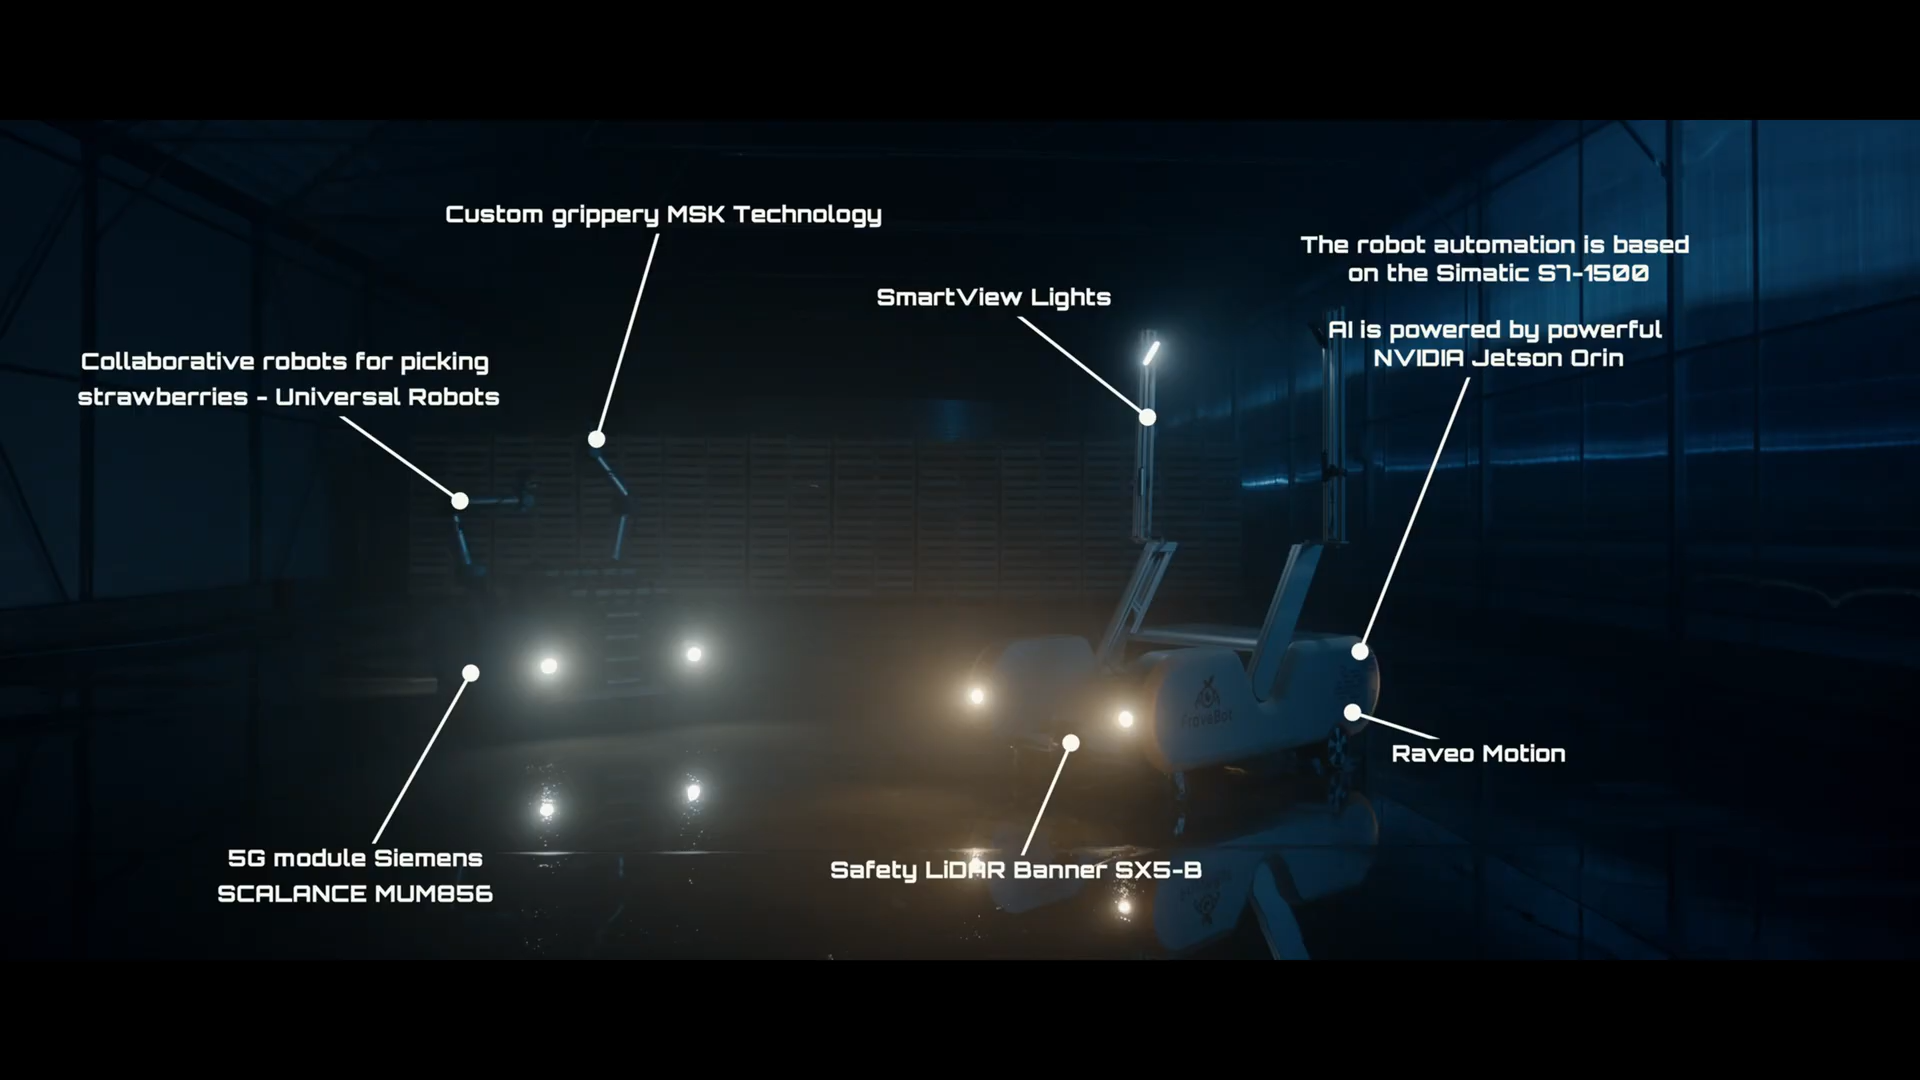 Custom grippery MSK Technology
The robot automation is based
on the Simatic S7-1500
SmartView Lights
AI is powered by powerful
NVIDIA Jetson Orin
Collaborative robots for picking
strawberries - Universal Robots
FraveBot
Raveo Motion
5G module Siemens
SCALANCE MUM856
Safety LiDAR Banner SX5-B